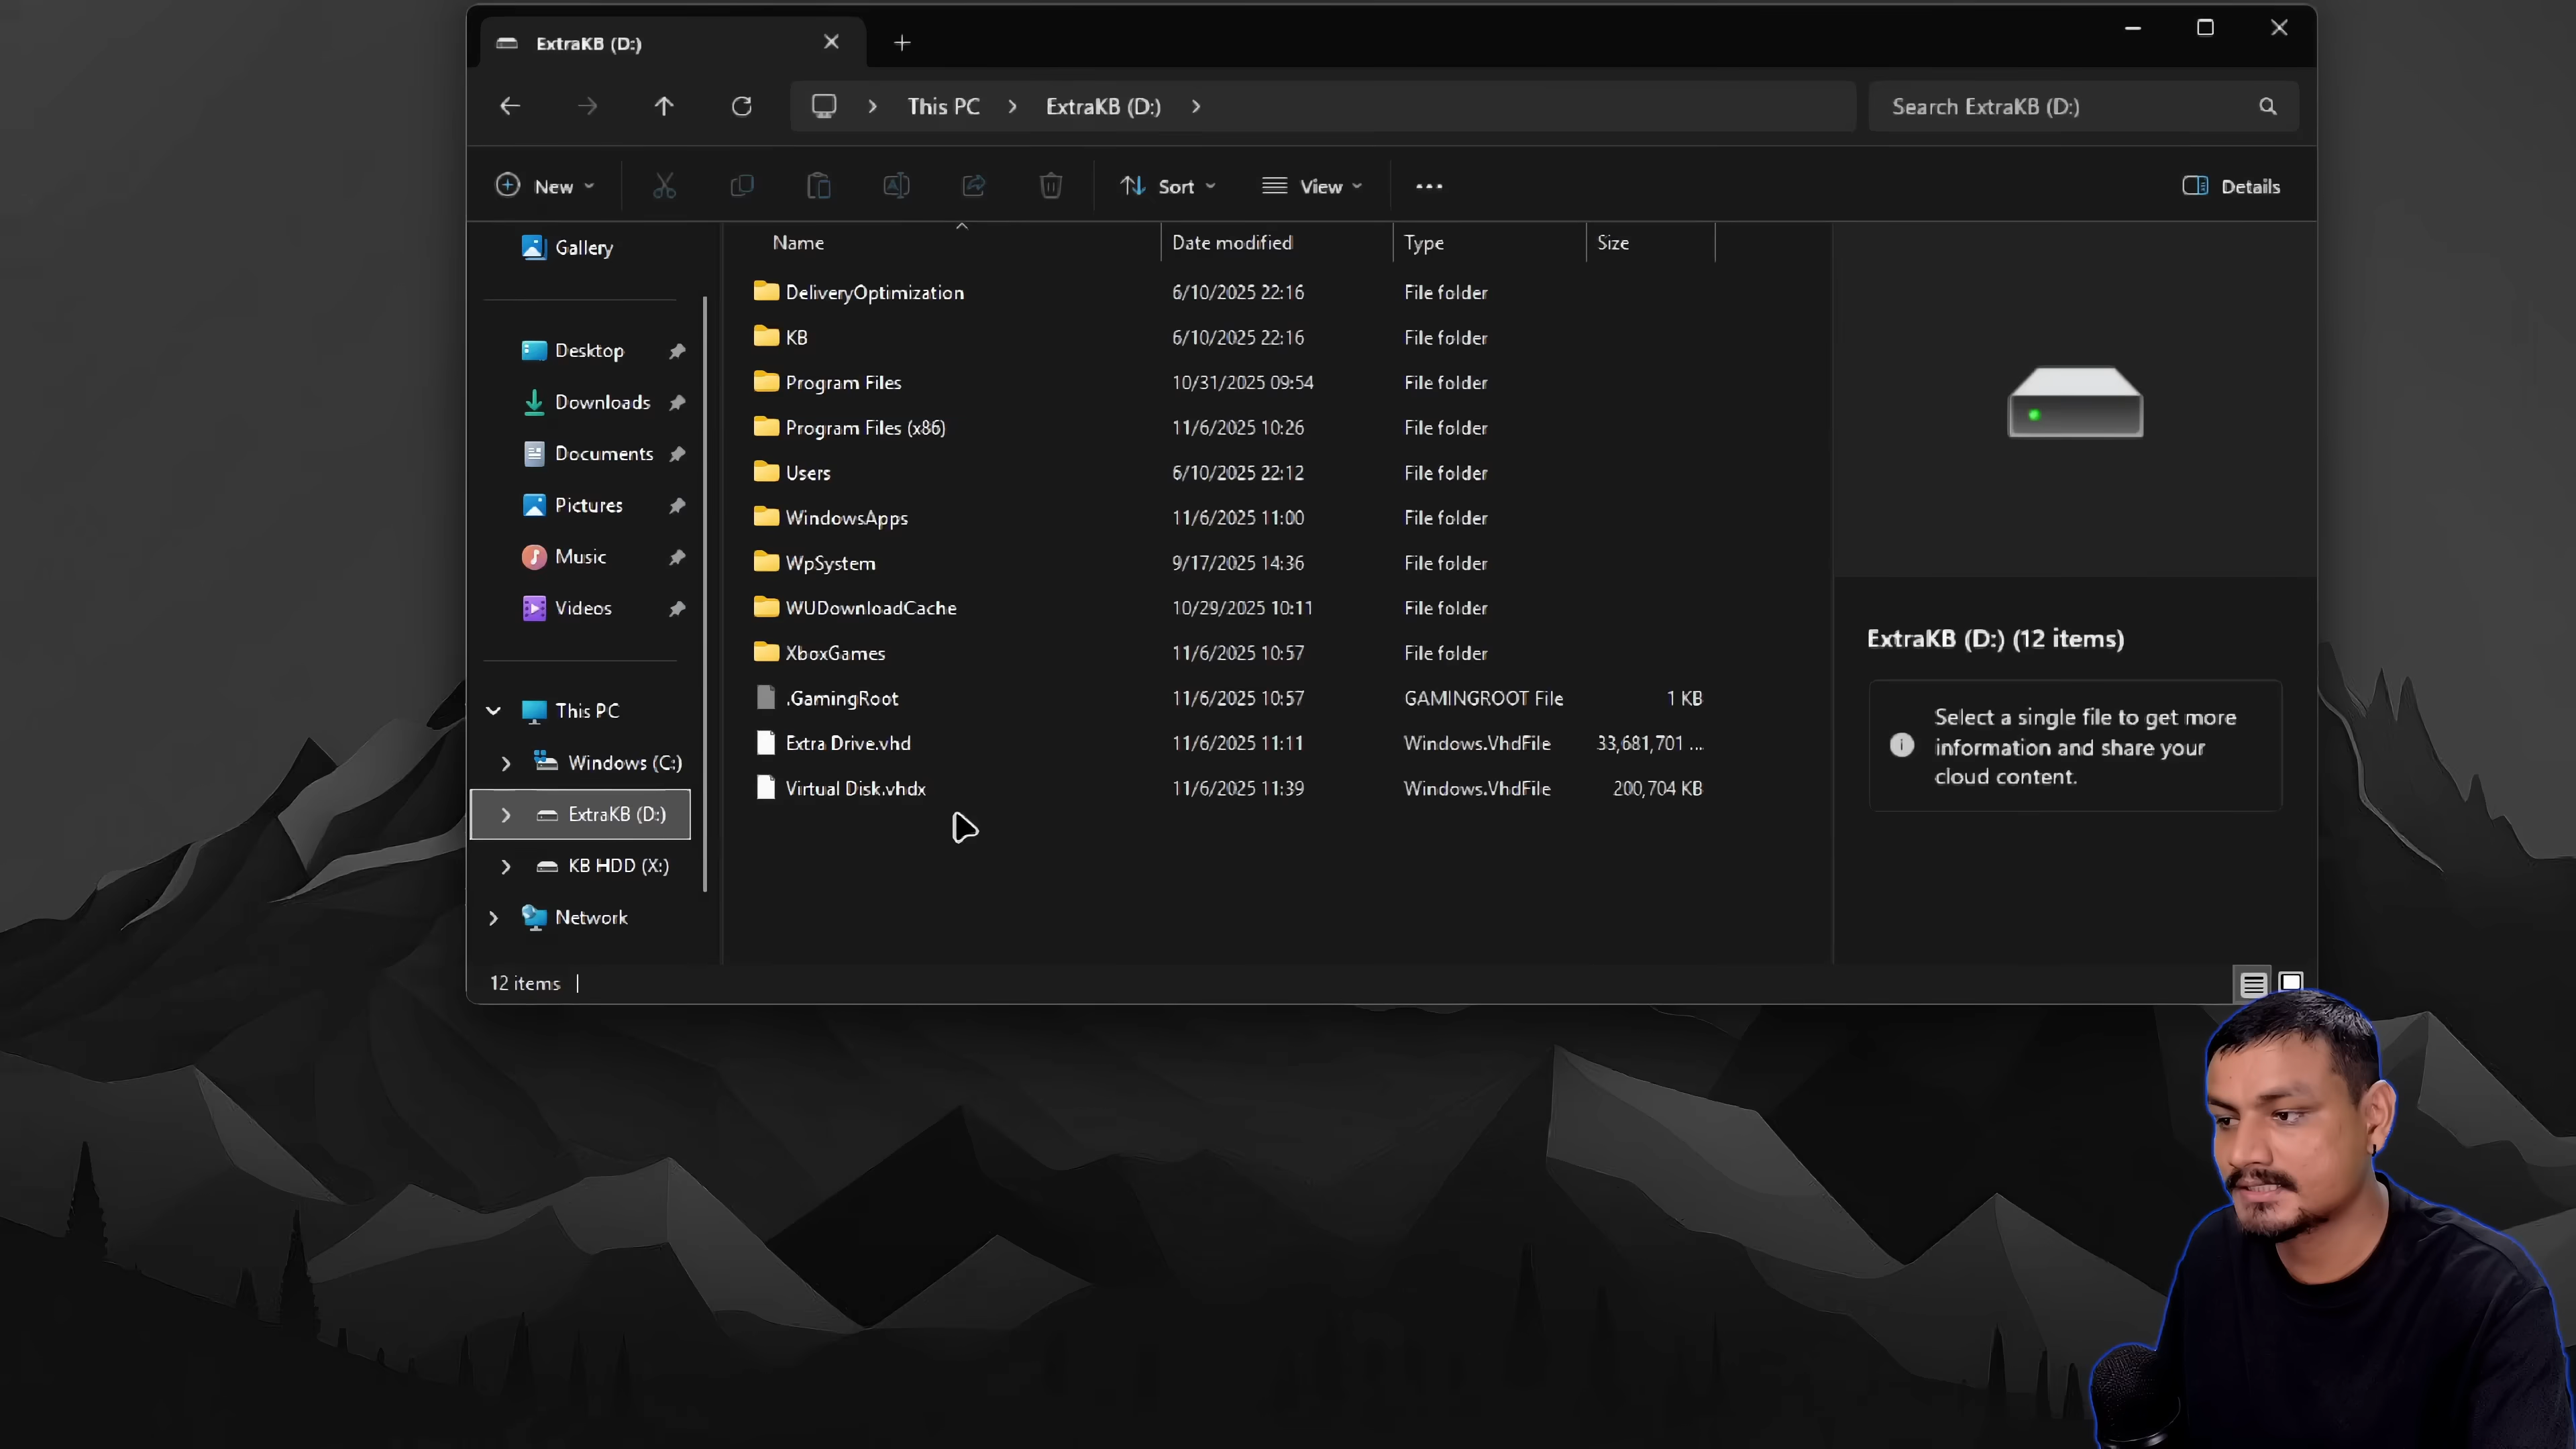 ExtraKB (D:)
This PC > ExtraKB (D:) >
Search ExtraKB (D:)
New
Sort
View
Details
Gallery
Desktop
Downloads
Documents
Pictures
Music
Videos
This PC
Windows (C:)
ExtraKB (D:)
KB HDD (X:)
Network
Name Date modified Type Size
DeliveryOptimization 6/10/2025 22:16 File folder
KB 6/10/2025 22:16 File folder
Program Files 10/31/2025 09:54 File folder
Program Files (x86) 11/6/2025 10:26 File folder
Users 6/10/2025 22:12 File folder
WindowsApps 11/6/2025 11:00 File folder
WpSystem 9/17/2025 14:36 File folder
WUDownloadCache 10/29/2025 10:11 File folder
XboxGames 11/6/2025 10:57 File folder
.GamingRoot 11/6/2025 10:57 GAMINGROOT File 1 KB
Extra Drive.vhd 11/6/2025 11:11 Windows.VhdFile 33,681,701 ...
Virtual Disk.vhdx 11/6/2025 11:39 Windows.VhdFile 200,704 KB
ExtraKB (D:) (12 items)
Select a single file to get more
information and share your
cloud content.
12 items